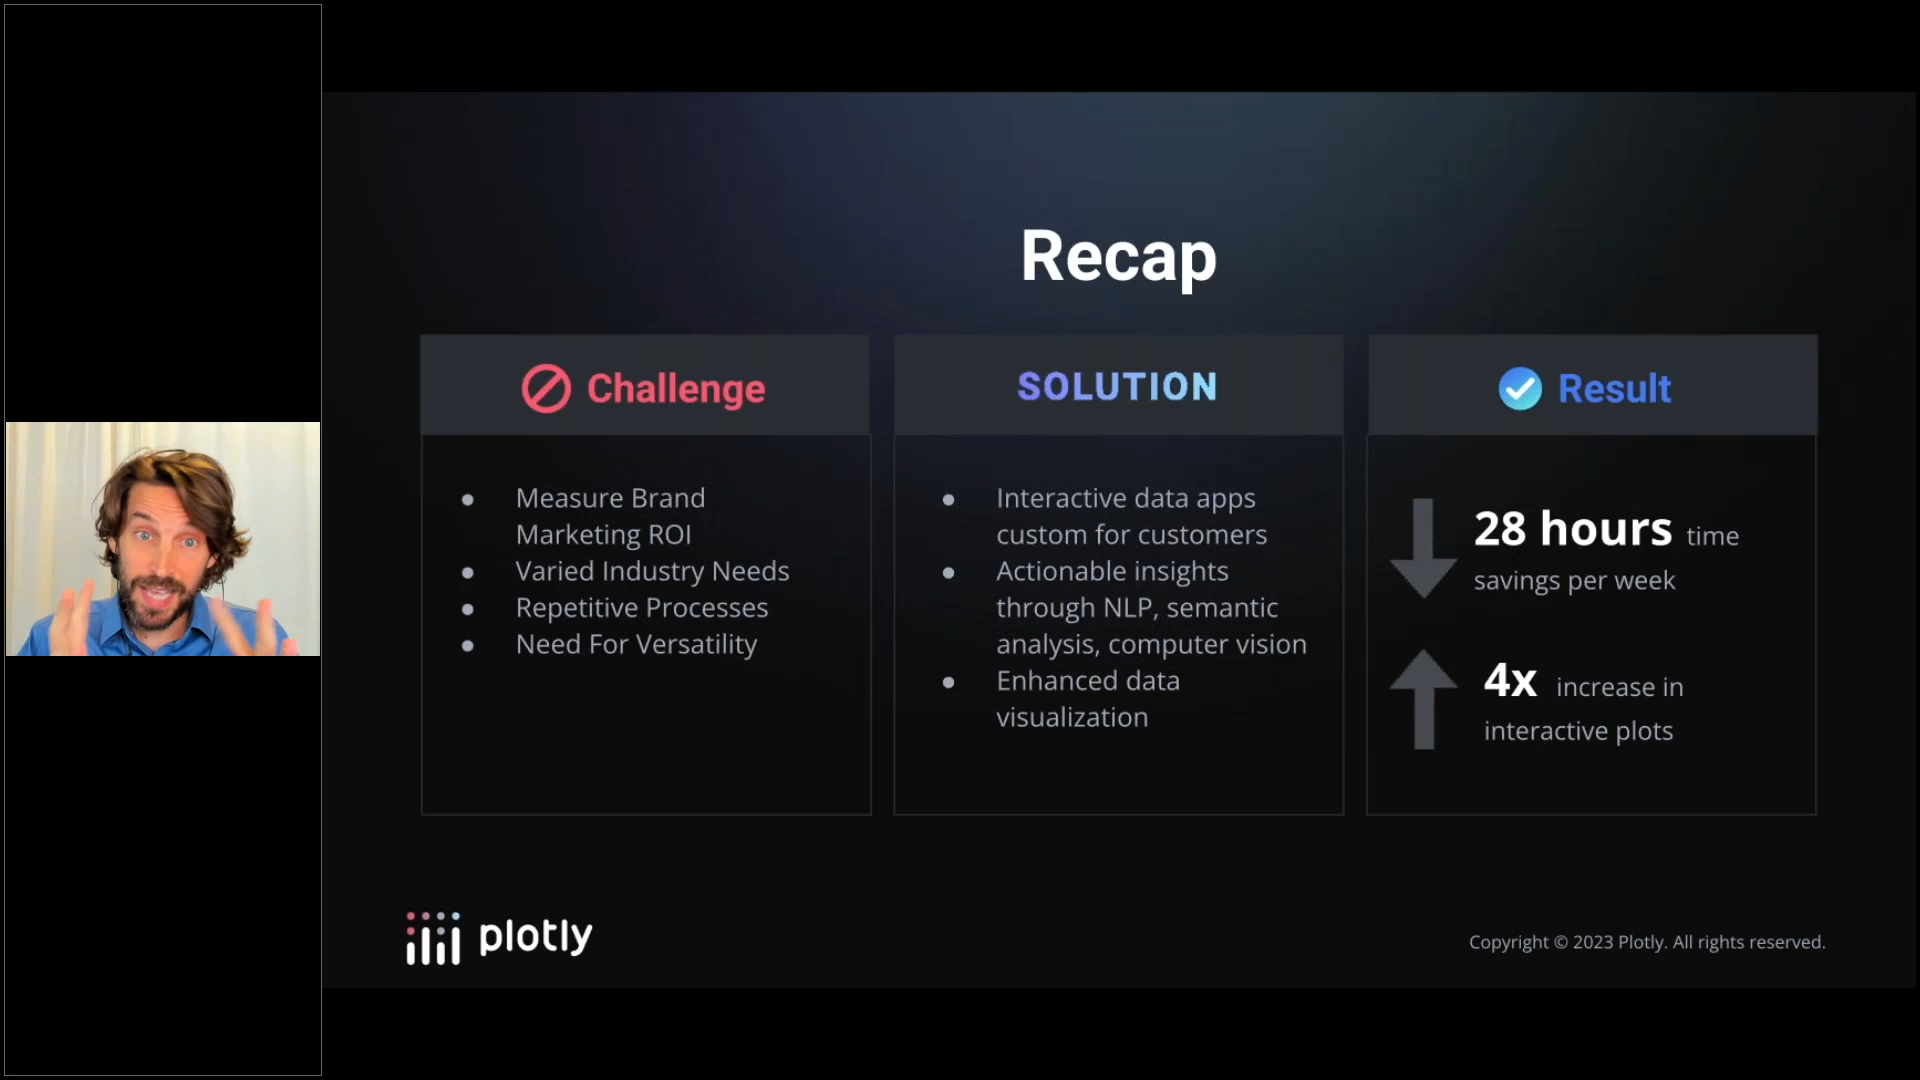 Recap
Challenge
Measure Brand
Marketing ROI
Varied Industry Needs
Repetitive Processes
Need For Versatility
SOLUTION
Interactive data apps
custom for customers
Actionable insights
through NLP, semantic
analysis, computer vision
Enhanced data
visualization
Result
28 hours time
savings per week
4x increase in
interactive plots
plotly
Copyright © 2023 Plotly. All rights reserved.